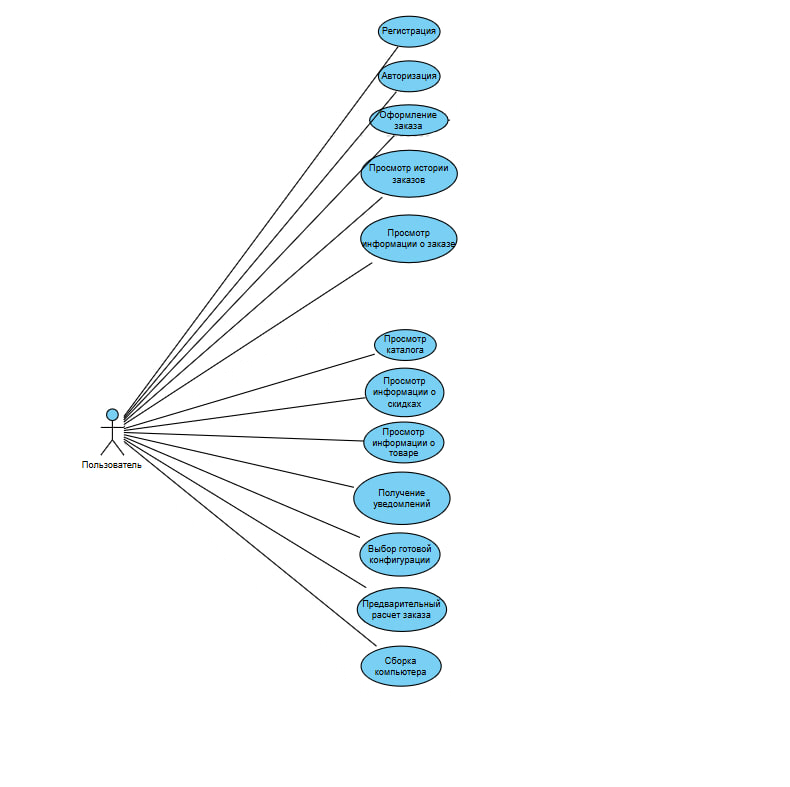 Регистрация
Авторизация
Оформление
заказа
Просмотр истории
заказов
Просмотр
информации о заказе
Просмотр
каталога
Просмотр
информации о
скидках
Просмотр
информации о
товаре
Пользователь
Получение
уведомлений
Выбор готовой
конфигурации
Предварительный
расчет заказа
Сборка
компьютера